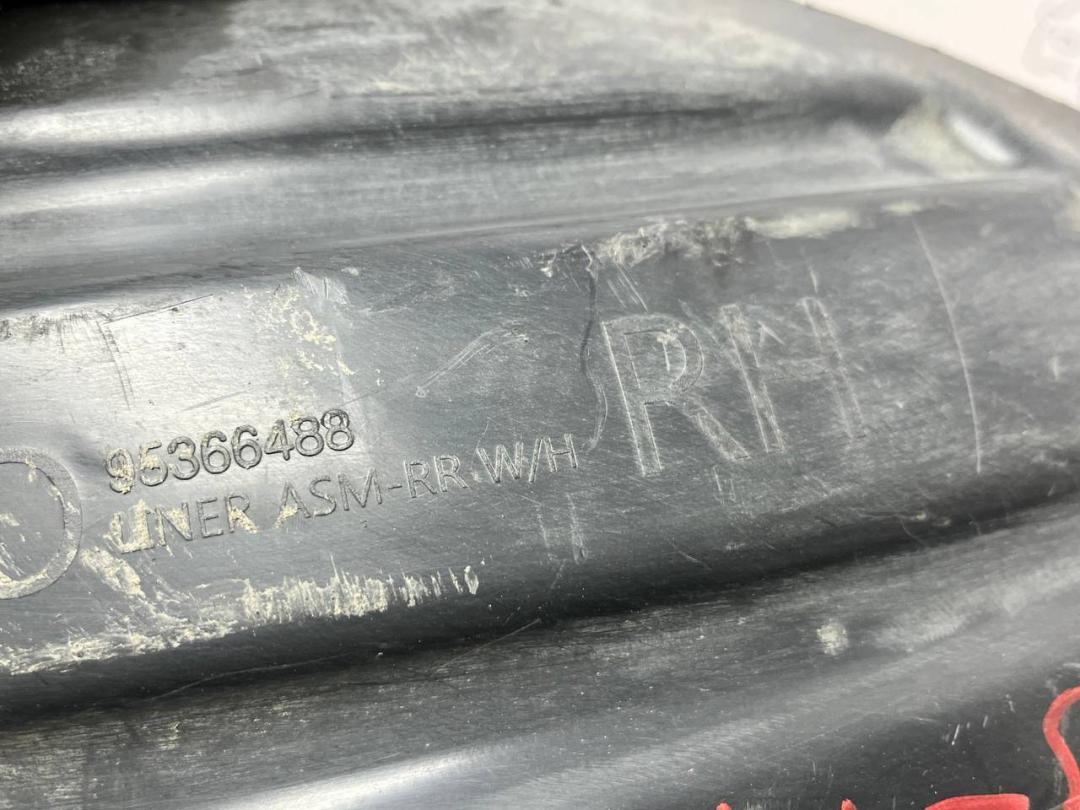 95366488
LINER ASM-RR W/H
RH